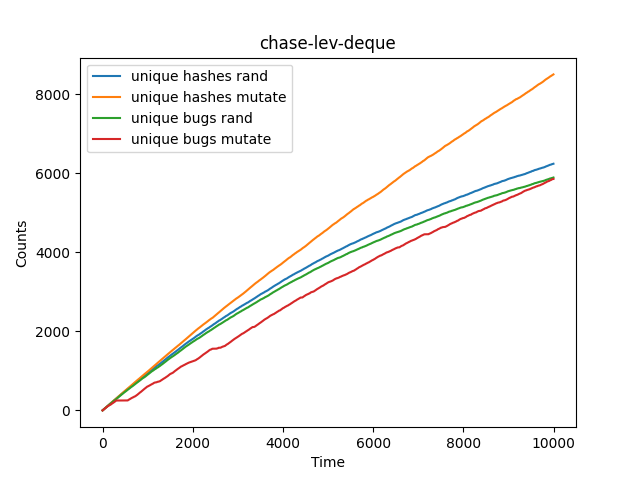 chase-lev-deque
unique hashes rand
unique hashes mutate
unique bugs rand
unique bugs mutate
8000
6000
4000
2000
0
Counts
0 2000 4000 6000 8000 10000
Time